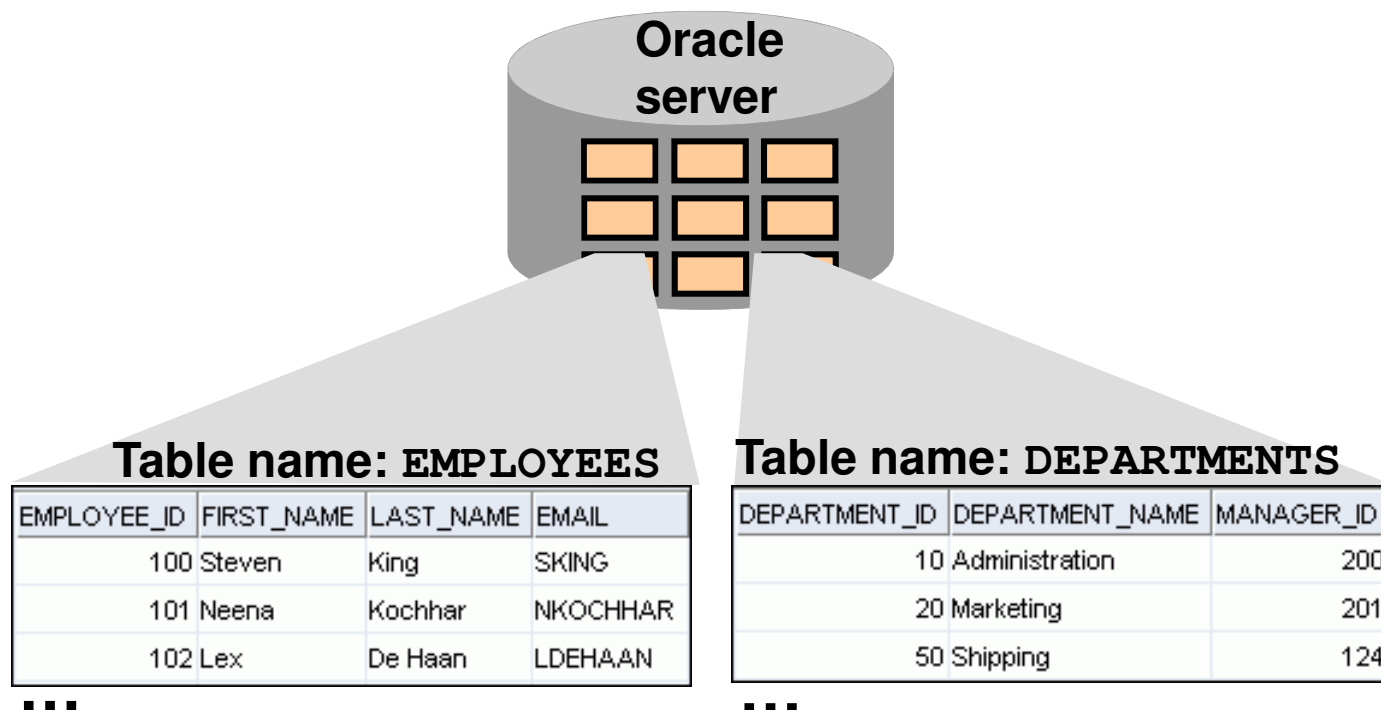 Oracle
server
Table name: EMPLOYEES
EMPLOYEE_ID FIRST_NAME LAST_NAME EMAIL
100 Steven King SKING
101 Neena Kochhar NKOCHHAR
102 Lex De Haan LDEHAAN
...
Table name: DEPARTMENTS
DEPARTMENT_ID DEPARTMENT_NAME MANAGER_ID
10 Administration 200
20 Marketing 201
50 Shipping 124
...